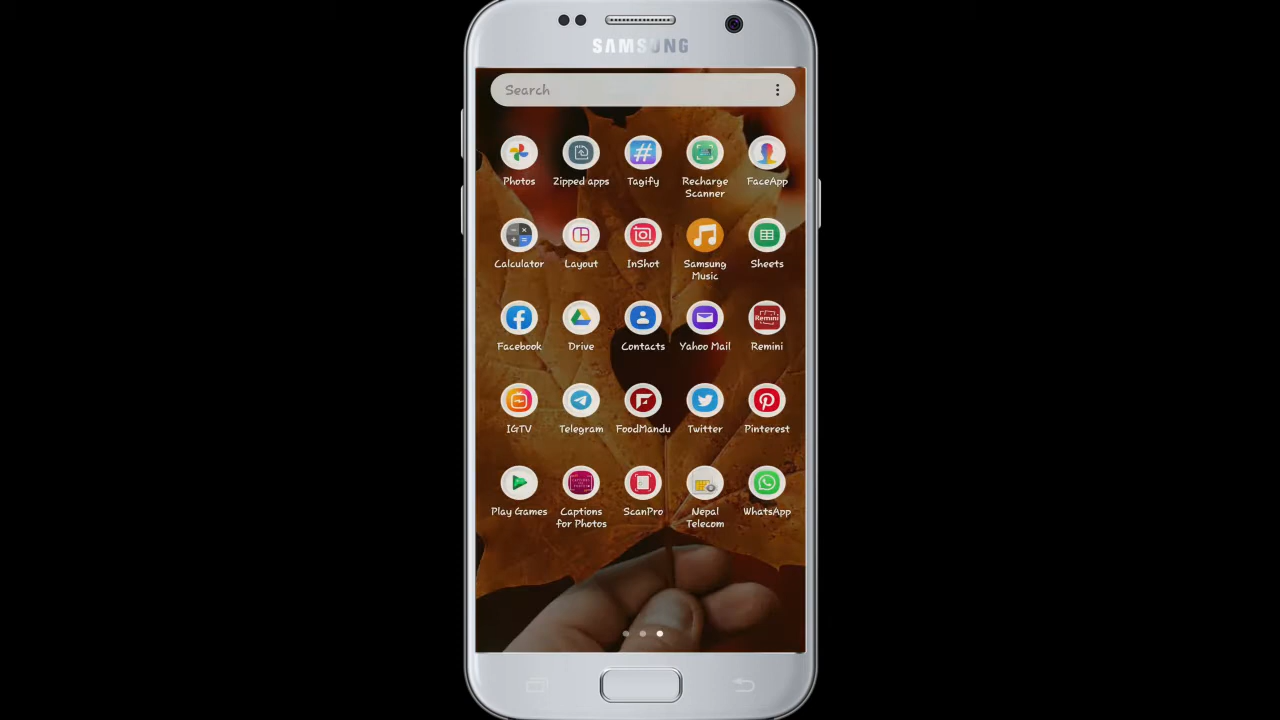 SAMSUNG
Search
Photos Zipped apps Tagify Recharge Scanner FaceApp
Calculator Layout InShot Samsung Music Sheets
Facebook Drive Contacts Yahoo Mail Remini
Remini
IGTV Telegram FoodMandu Twitter Pinterest
Play Games Captions for Photos ScanPro Nepal Telecom WhatsApp